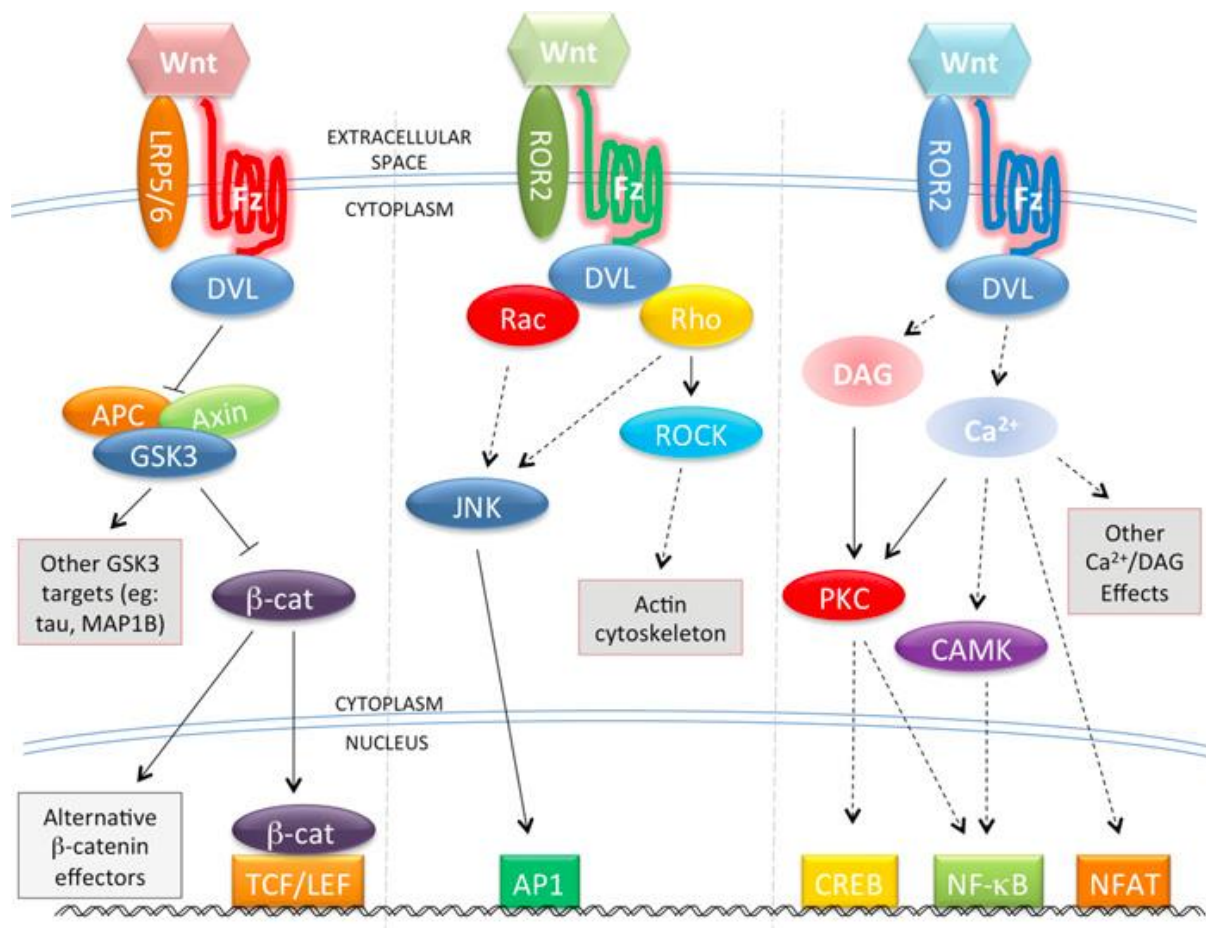 Wnt
Wnt
Wnt
LRP5/6
Fz
EXTRACELLULAR
SPACE
CYTOPLASM
ROR2
Fz
ROR2
Fz
DVL
DVL
DVL
Rac
Rho
DAG
APC
Axin
GSK3
ROCK
Ca²⁺
JNK
Other GSK3
targets (eg:
tau, MAP1B)
β-cat
Actin
cytoskeleton
PKC
CAMK
Other
Ca²⁺/DAG
Effects
CYTOPLASM
NUCLEUS
Alternative
β-catenin
effectors
β-cat
TCF/LEF
AP1
CREB
NF-κB
NFAT